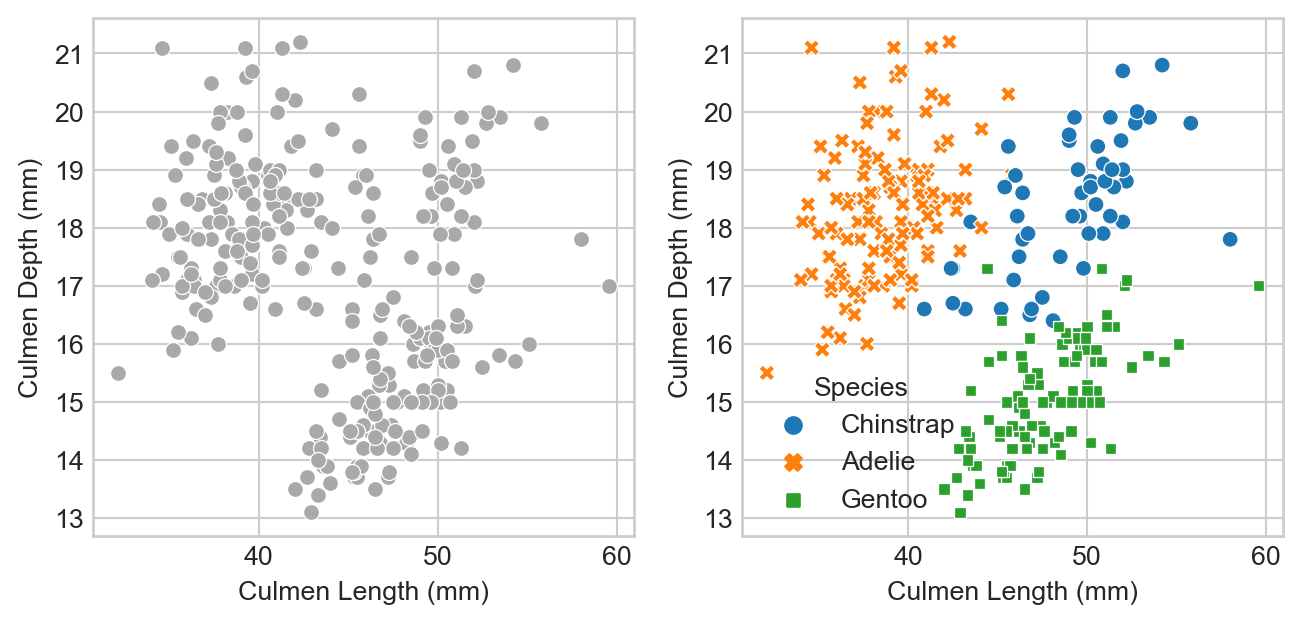 21
20
19
18
17
16
15
14
13
Culmen Depth (mm)
40 50 60
Culmen Length (mm)
21
20
19
18
17
16
15
14
13
Culmen Depth (mm)
Species
Chinstrap
Adelie
Gentoo
40 50 60
Culmen Length (mm)